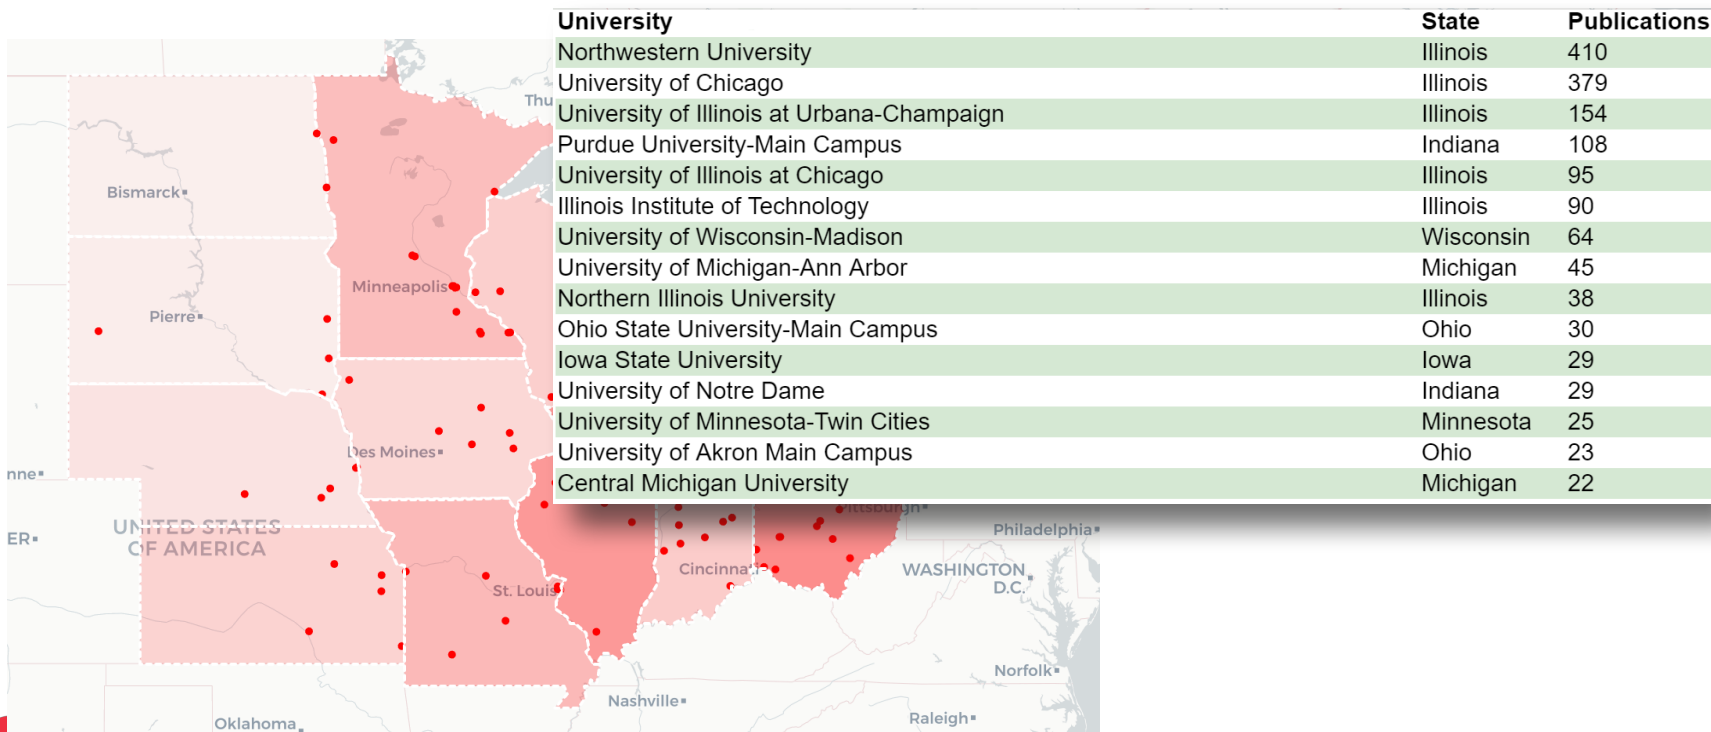 University State Publications
Northwestern University Illinois 410
University of Chicago Illinois 379
University of Illinois at Urbana-Champaign Illinois 154
Purdue University-Main Campus Indiana 108
University of Illinois at Chicago Illinois 95
Illinois Institute of Technology Illinois 90
University of Wisconsin-Madison Wisconsin 64
University of Michigan-Ann Arbor Michigan 45
Northern Illinois University Illinois 38
Ohio State University-Main Campus Ohio 30
Iowa State University Iowa 29
University of Notre Dame Indiana 29
University of Minnesota-Twin Cities Minnesota 25
University of Akron Main Campus Ohio 23
Central Michigan University Michigan 22
Thu
Bismarck
Minneapolis
Pierre
Des Moines
nne
UNITED STATES
OF AMERICA
ER
Pittsburgh
Philadelphia
Cincinnati
WASHINGTON
D.C.
St. Louis
Norfolk
Nashville
Raleigh
Oklahoma